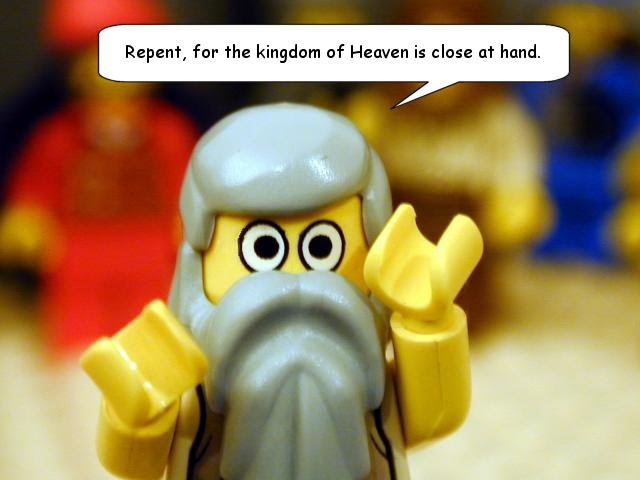 Repent, for the kingdom of Heaven is close at hand.